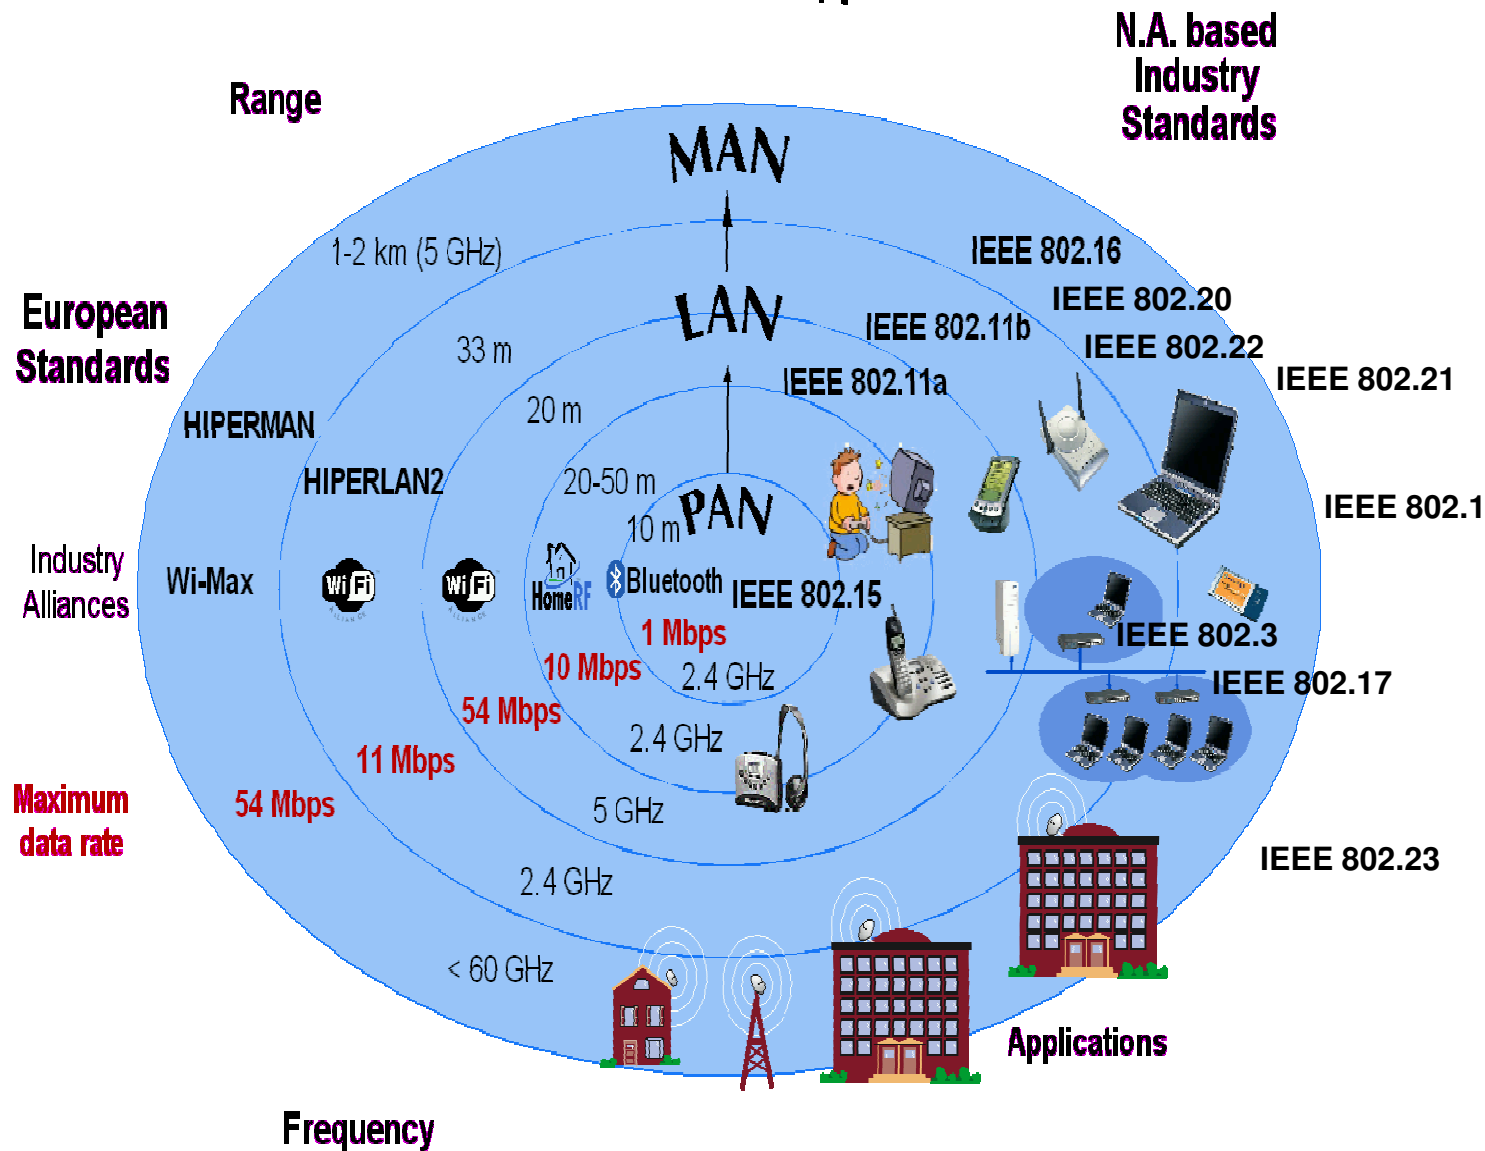 N.A. based
Industry
Standards
Range
MAN
1-2 km (5 GHz)
IEEE 802.16
European
Standards
LAN
IEEE 802.20
IEEE 802.11b
33 m
IEEE 802.22
IEEE 802.21
IEEE 802.11a
20 m
HIPERMAN
HIPERLAN2
20-50 m
PAN
10 m
IEEE 802.1
Industry
Alliances
Wi-Max
Wi Fi
ALLIANCE
Wi Fi
ALLIANCE
HomeRF
Bluetooth
IEEE 802.15
1 Mbps
IEEE 802.3
10 Mbps
2.4 GHz
IEEE 802.17
54 Mbps
2.4 GHz
11 Mbps
Maximum
data rate
54 Mbps
5 GHz
IEEE 802.23
2.4 GHz
< 60 GHz
Applications
Frequency